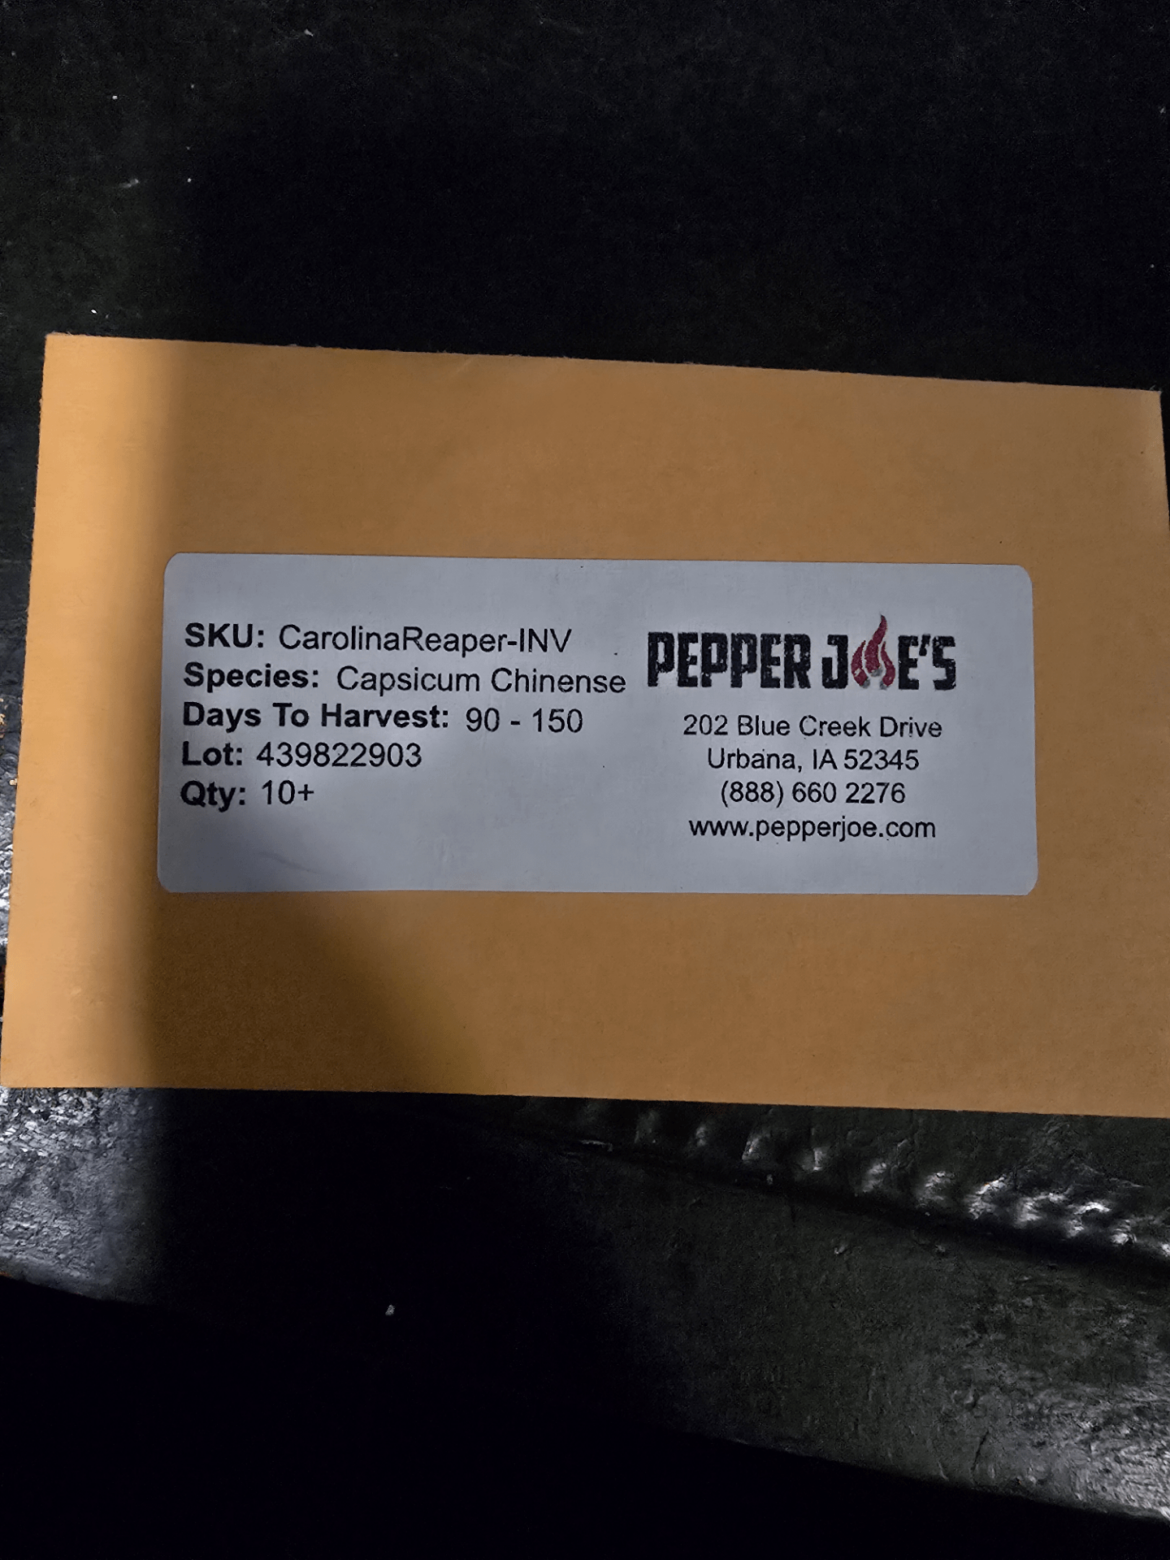 SKU: CarolinaReaper-INV
Species: Capsicum Chinense
Days To Harvest: 90 - 150
Lot: 439822903
Qty: 10+
PEPPER JOE'S
202 Blue Creek Drive
Urbana, IA 52345
(888) 660 2276
www.pepperjoe.com